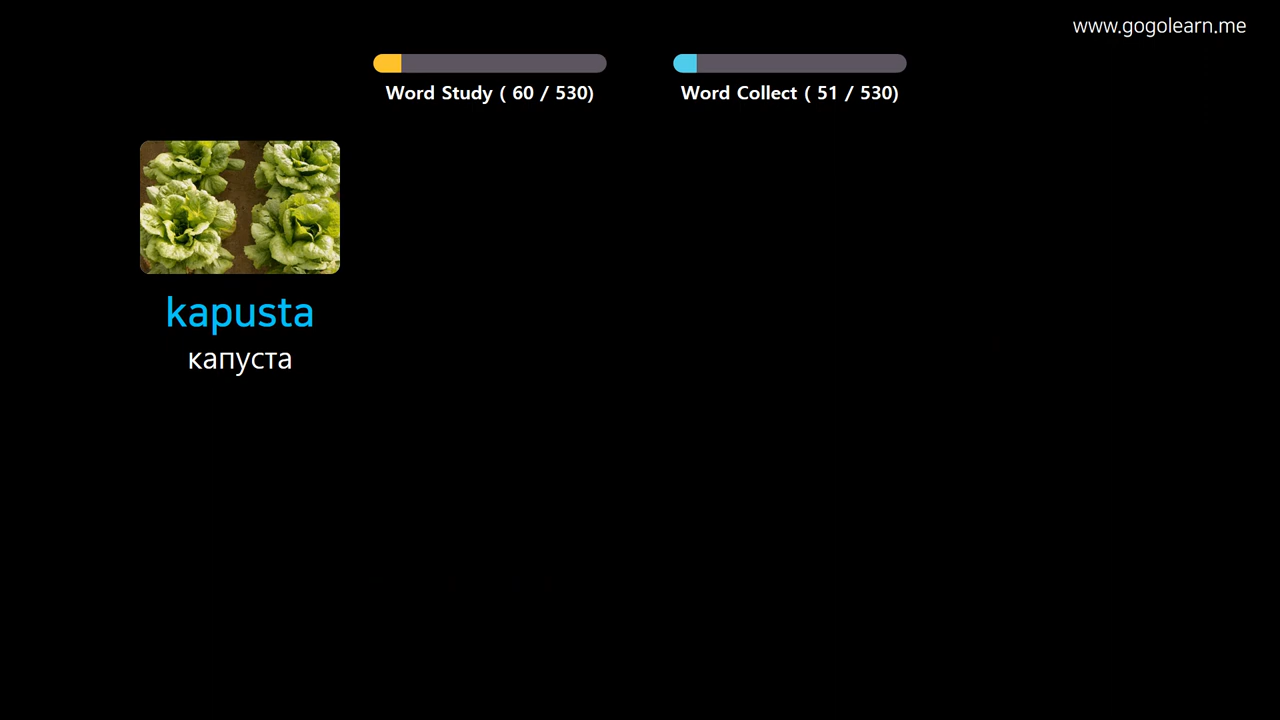 www.gogolearn.me
Word Study ( 60 / 530)
Word Collect ( 51 / 530)
kapusta
капуста